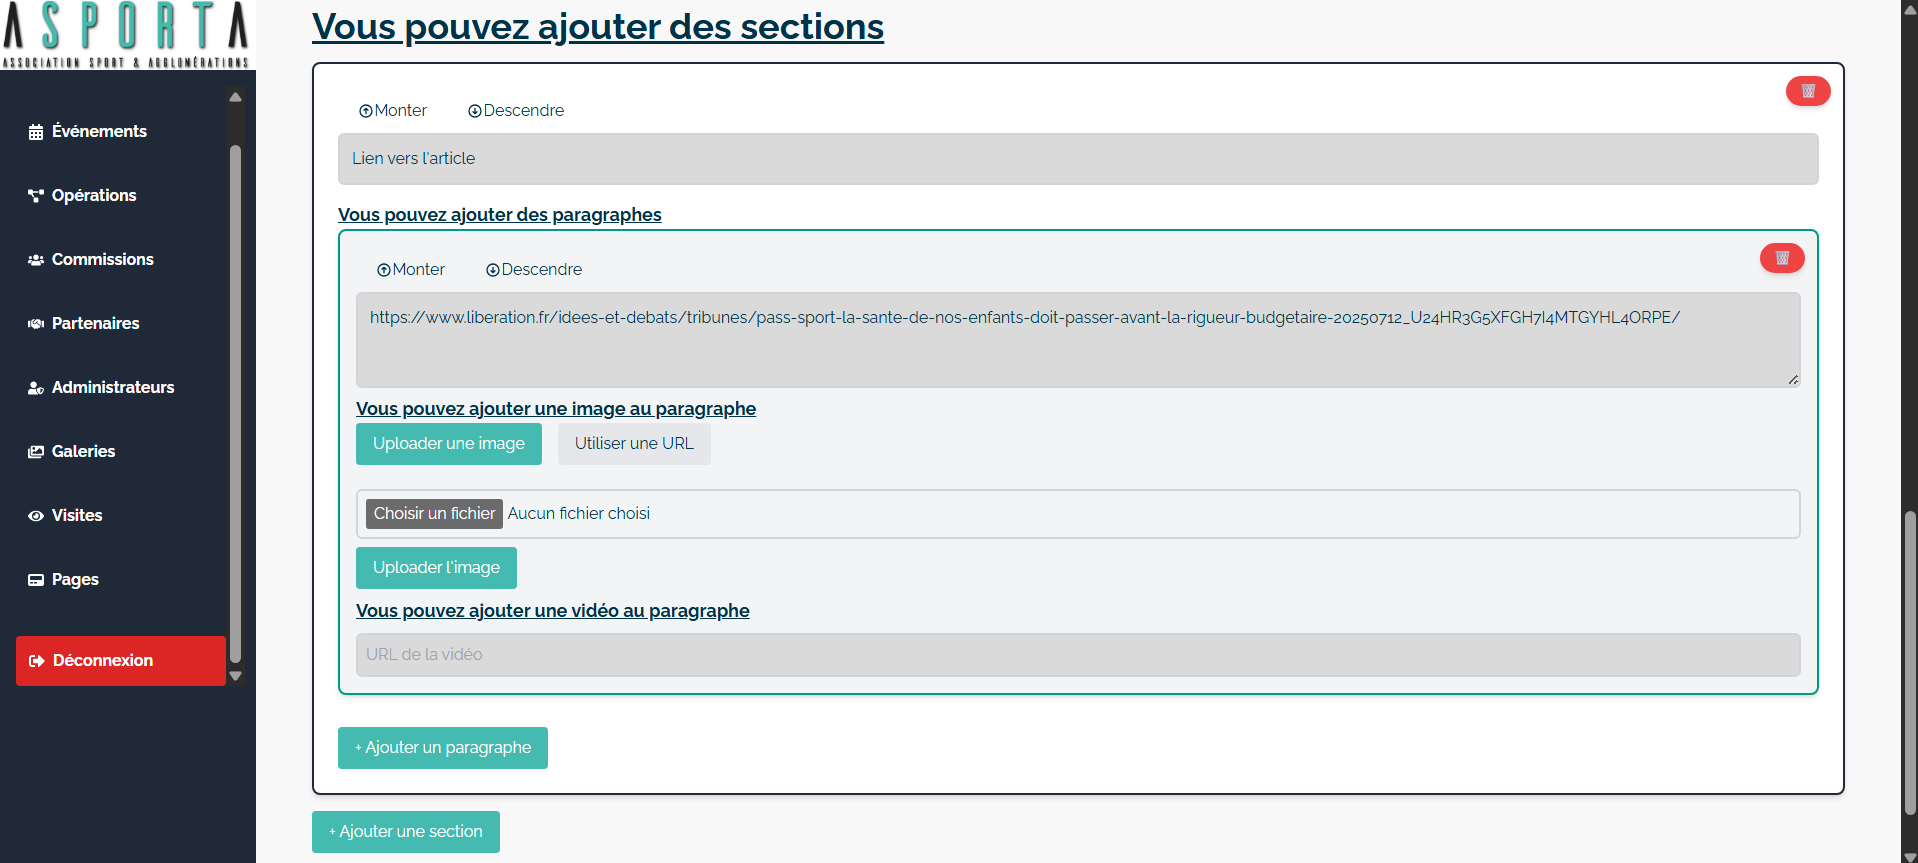 ASPORTA
ASSOCIATION SPORT & AGGLOMÉRATIONS
Événements
Opérations
Commissions
Partenaires
Administrateurs
Galeries
Visites
Pages
Déconnexion
Vous pouvez ajouter des sections
Monter Descendre
Lien vers l'article
Vous pouvez ajouter des paragraphes
Monter Descendre
https://www.liberation.fr/idees-et-debats/tribunes/pass-sport-la-sante-de-nos-enfants-doit-passer-avant-la-rigueur-budgetaire-20250712_U24HR3G5XFGH7I4MTGYHL4ORPE/
Vous pouvez ajouter une image au paragraphe
Uploader une image Utiliser une URL
Choisir un fichier Aucun fichier choisi
Uploader l'image
Vous pouvez ajouter une vidéo au paragraphe
URL de la vidéo
+ Ajouter un paragraphe
+ Ajouter une section